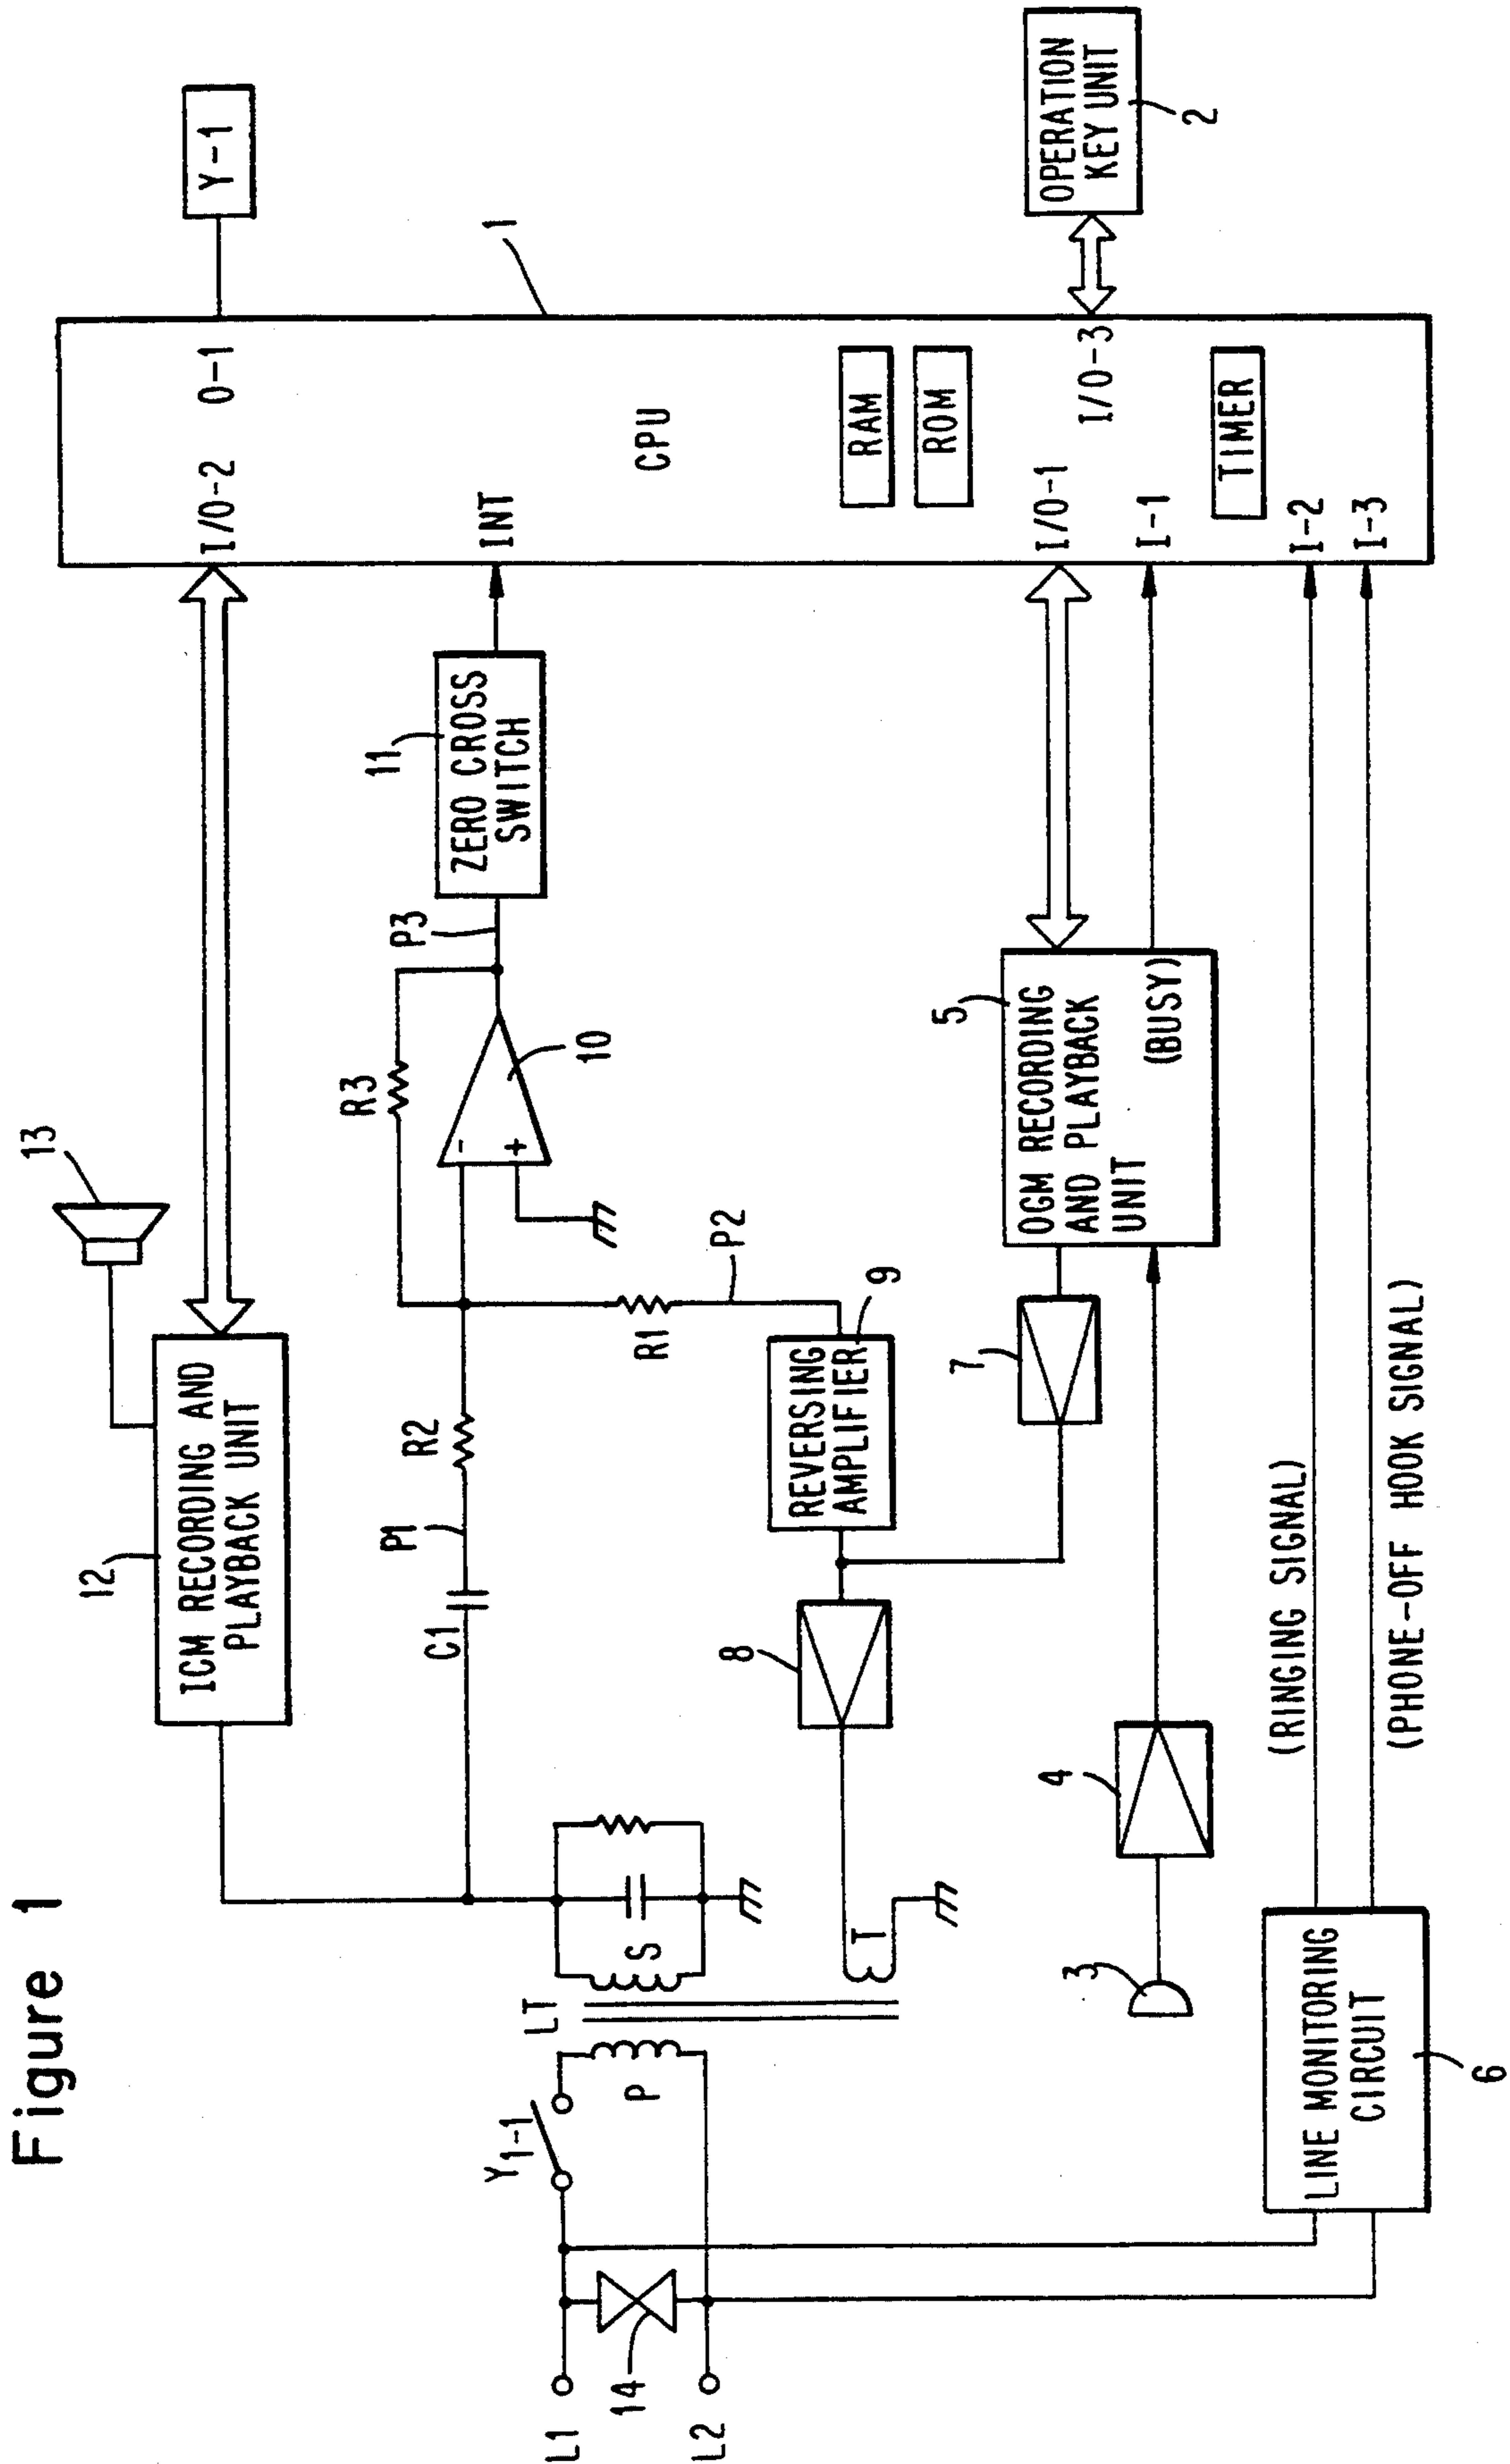 Figure 1
13
12
ICM RECORDING AND
PLAYBACK UNIT
I/O-2
O-1
Y-1
1
C1
P1
R2
R3
-
+
10
P3
11
ZERO CROSS
SWITCH
INT
CPU
RAM
ROM
L1
L2
14
Y1-1
P
LT
S
T
8
REVERSING
AMPLIFIER
9
R1
P2
7
5
OGM RECORDING
AND PLAYBACK
UNIT
(BUSY)
I/O-1
I-1
I/O-3
OPERATION
KEY UNIT
2
TIMER
I-2
I-3
3
4
LINE MONITORING
CIRCUIT
6
(RINGING SIGNAL)
(PHONE-OFF HOOK SIGNAL)